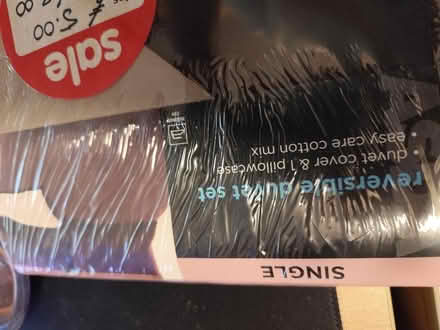 SINGLE
reversible duvet set
• duvet cover & 1 pillowcase
• easy care cotton mix
sale
£ 5.00